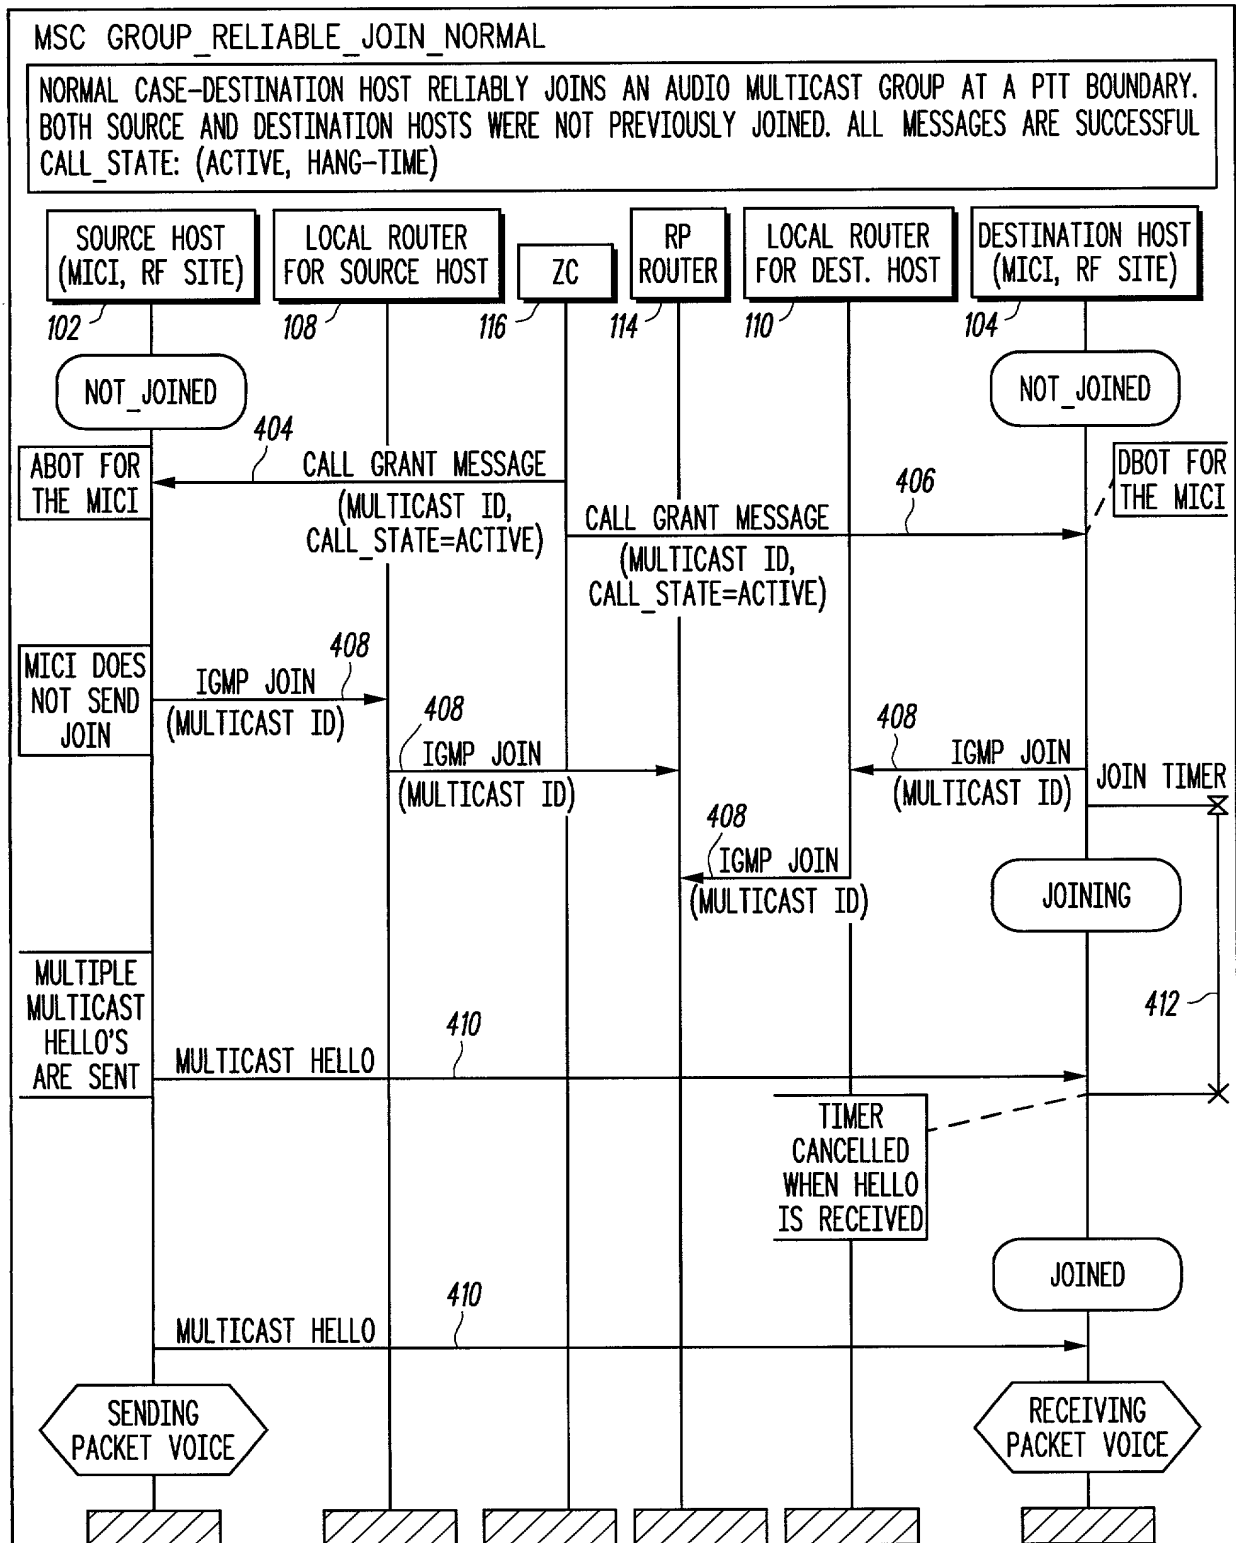 MSC GROUP_RELIABLE_JOIN_NORMAL
NORMAL CASE-DESTINATION HOST RELIABLY JOINS AN AUDIO MULTICAST GROUP AT A PTT BOUNDARY.
BOTH SOURCE AND DESTINATION HOSTS WERE NOT PREVIOUSLY JOINED. ALL MESSAGES ARE SUCCESSFUL
CALL_STATE: (ACTIVE, HANG-TIME)
SOURCE HOST
(MICI, RF SITE)
LOCAL ROUTER
FOR SOURCE HOST
ZC
RP
ROUTER
LOCAL ROUTER
FOR DEST. HOST
DESTINATION HOST
(MICI, RF SITE)
102
108
116
114
110
104
NOT_JOINED
NOT_JOINED
404
ABOT FOR
THE MICI
CALL GRANT MESSAGE
(MULTICAST ID,
CALL_STATE=ACTIVE)
406
DBOT FOR
THE MICI
CALL GRANT MESSAGE
(MULTICAST ID,
CALL_STATE=ACTIVE)
MICI DOES
NOT SEND
JOIN
408
IGMP JOIN
(MULTICAST ID)
408
IGMP JOIN
(MULTICAST ID)
408
IGMP JOIN
(MULTICAST ID)
JOIN TIMER
408
IGMP JOIN
(MULTICAST ID)
JOINING
412
MULTIPLE
MULTICAST
HELLO'S
ARE SENT
410
MULTICAST HELLO
TIMER
CANCELLED
WHEN HELLO
IS RECEIVED
JOINED
410
MULTICAST HELLO
SENDING
PACKET VOICE
RECEIVING
PACKET VOICE